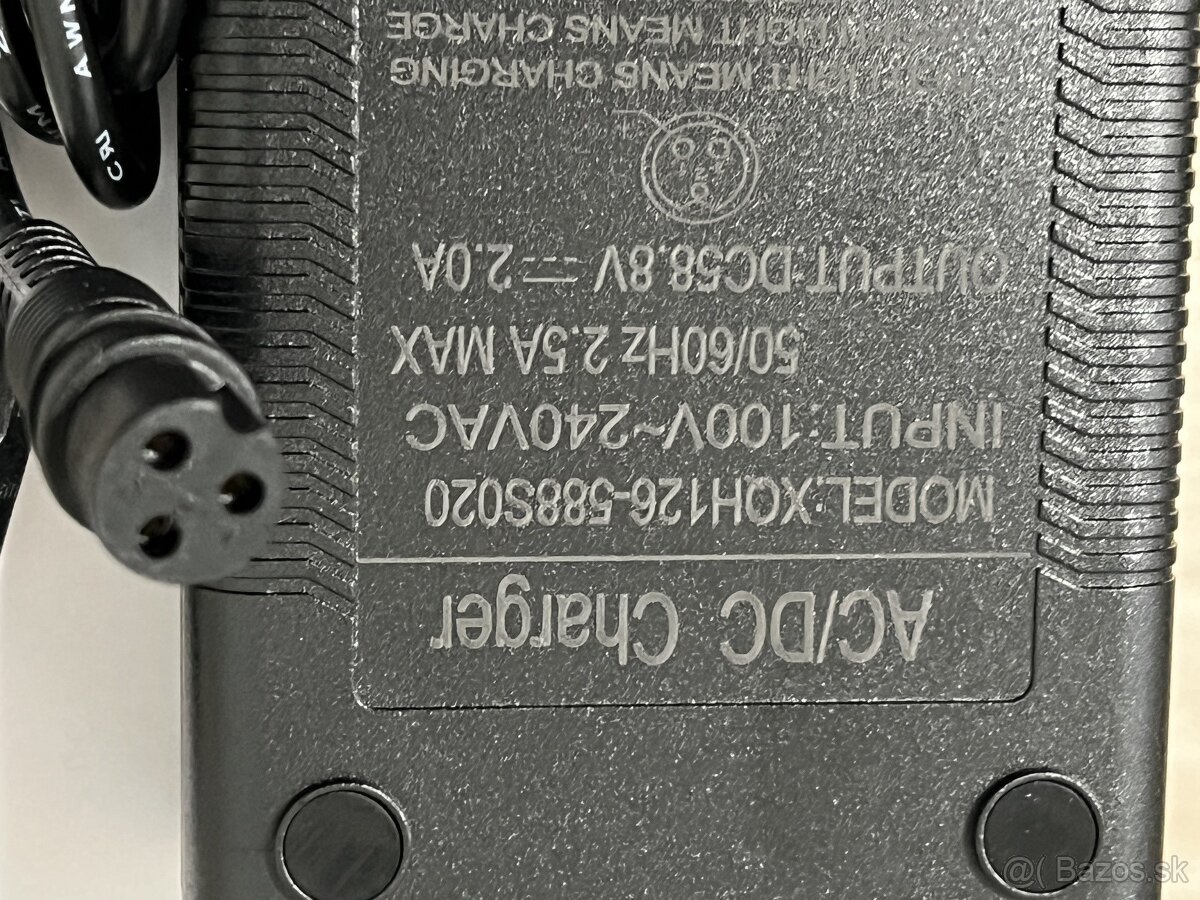 AC/DC Charger
MODEL:XQH126-588S020
INPUT:100V~240VAC
50/60Hz 2.5A MAX
OUTPUT:DC58.8V 2.0A
LIGHT MEANS CHARGING
LIGHT MEANS CHARGE
AWM
@( Bazos.sk